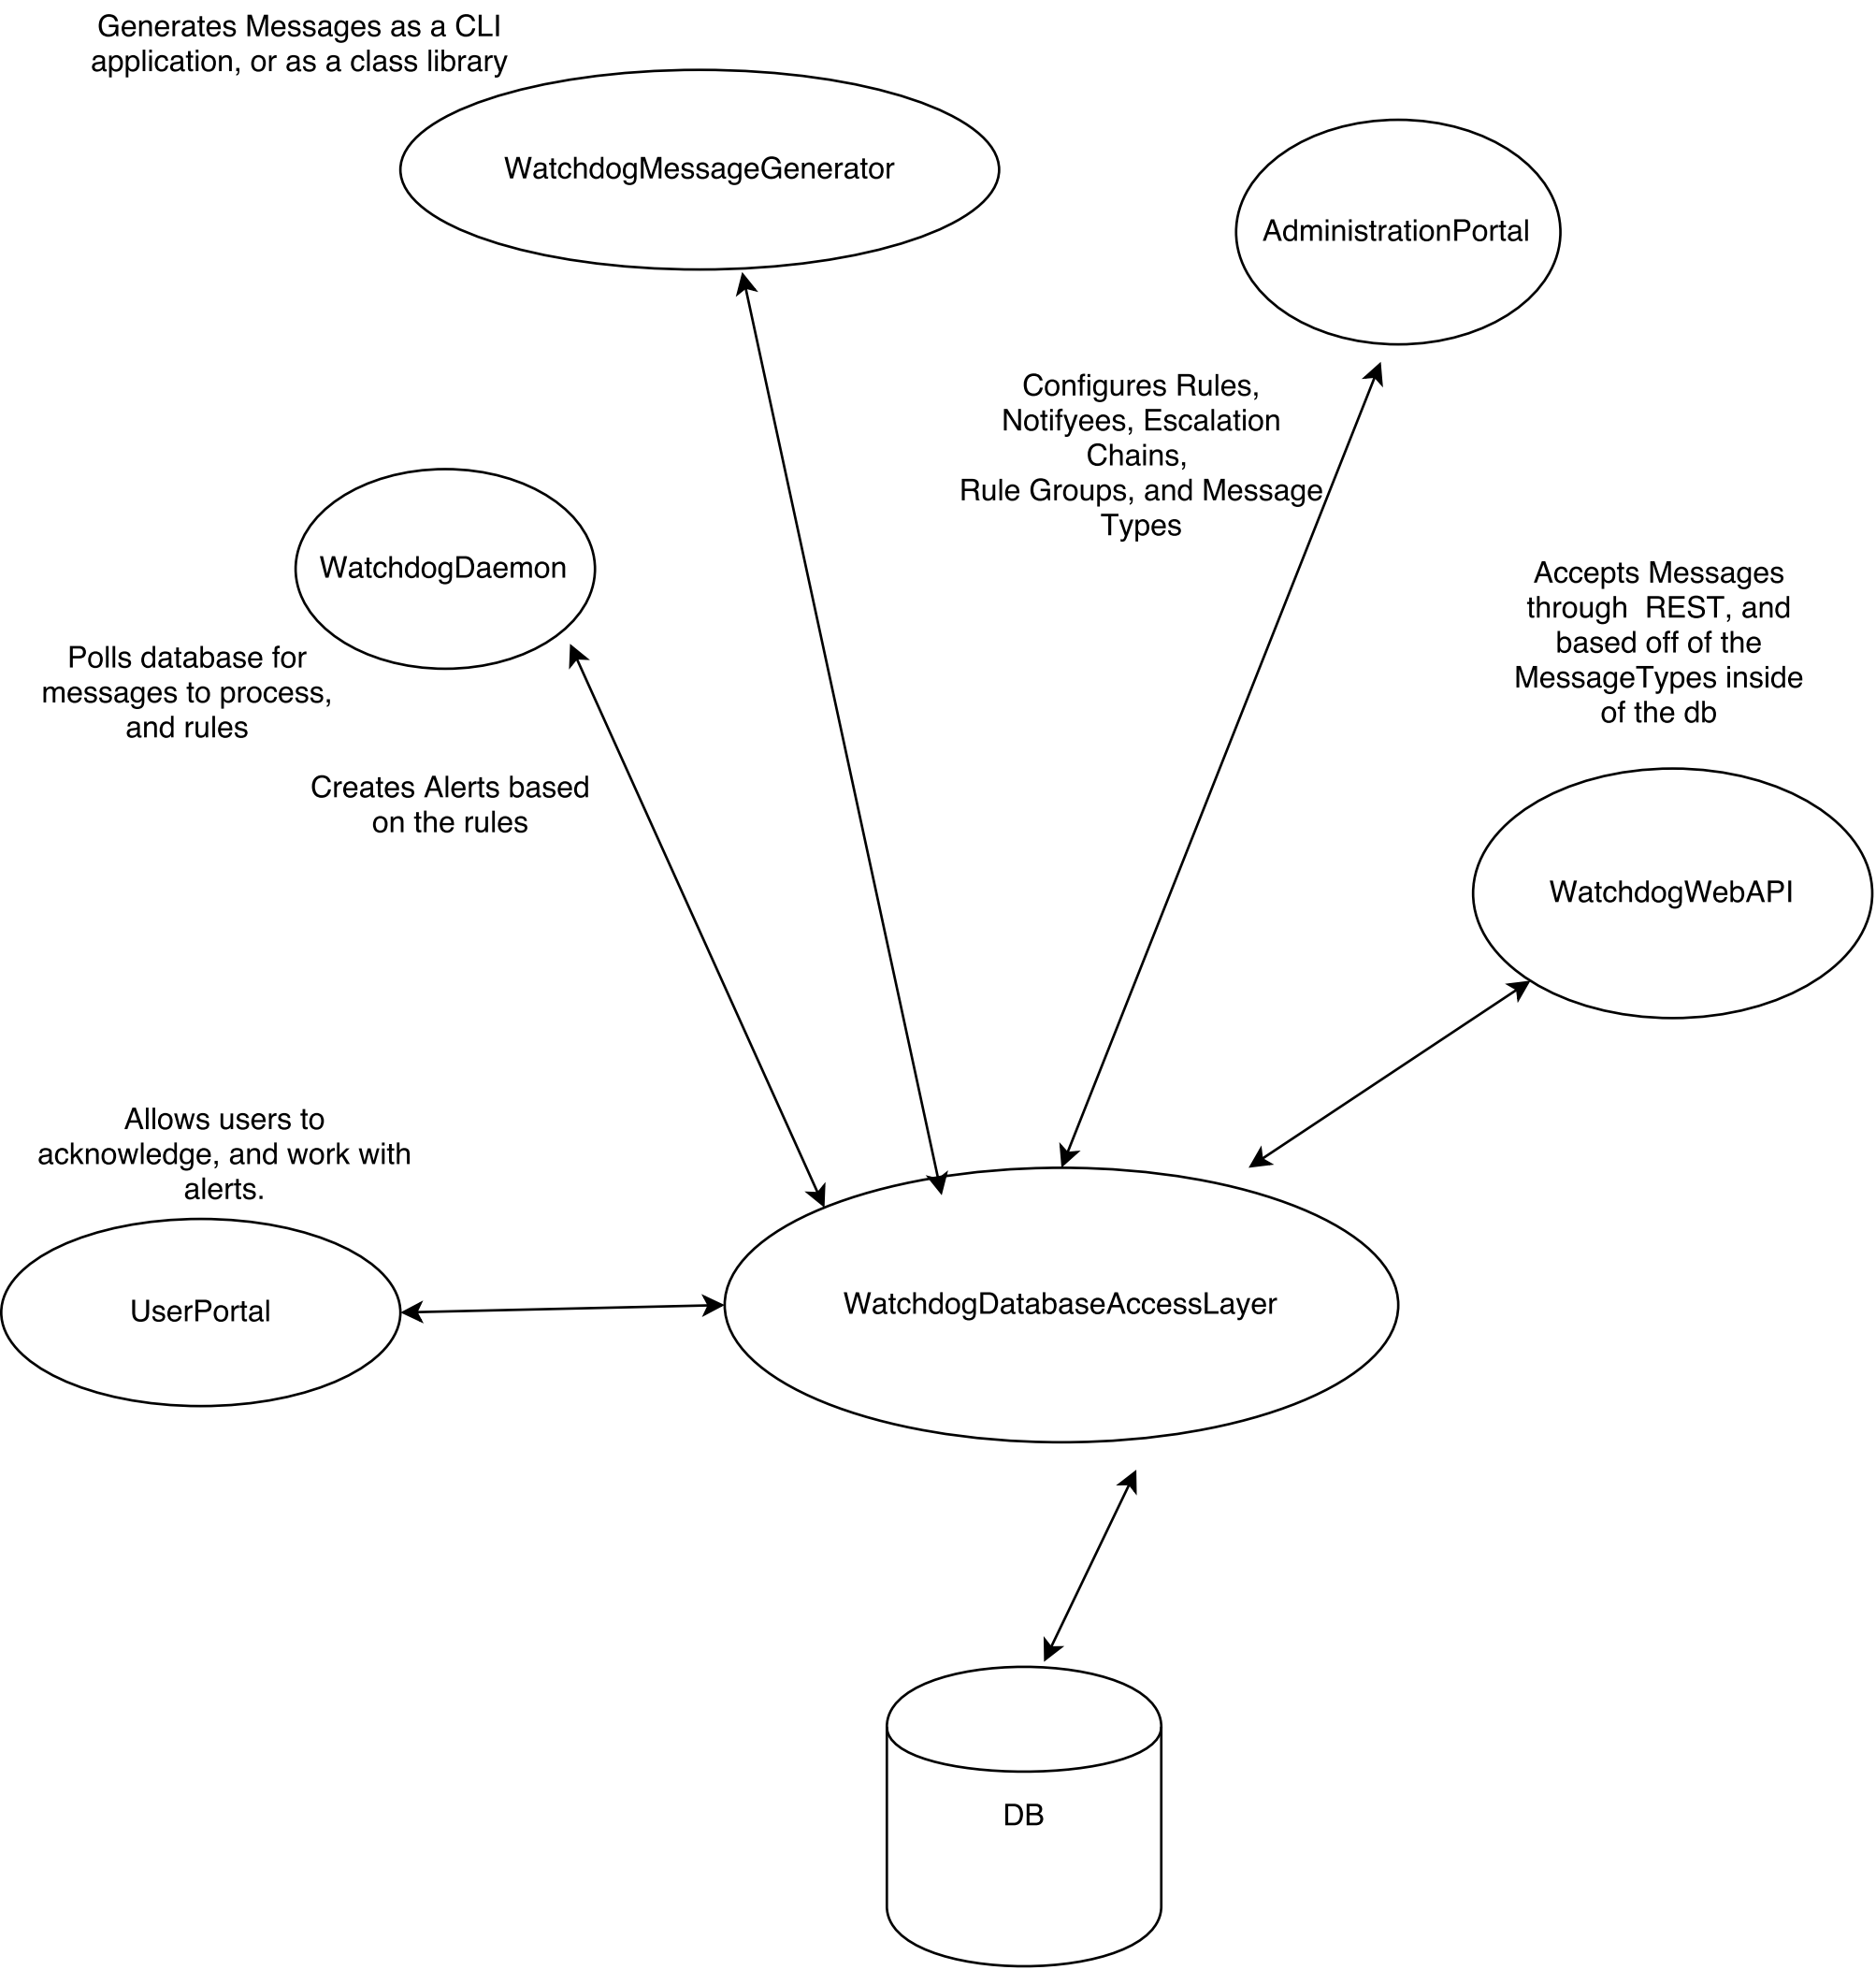 Generates Messages as a CLI
application, or as a class library
WatchdogMessageGenerator
AdministrationPortal
Configures Rules,
Notifyees, Escalation
Chains,
Rule Groups, and Message
Types
WatchdogDaemon
Polls database for
messages to process,
and rules
Creates Alerts based
on the rules
Accepts Messages
through  REST, and
based off of the
MessageTypes inside
of the db
WatchdogWebAPI
Allows users to
acknowledge, and work with
alerts.
UserPortal
WatchdogDatabaseAccessLayer
DB